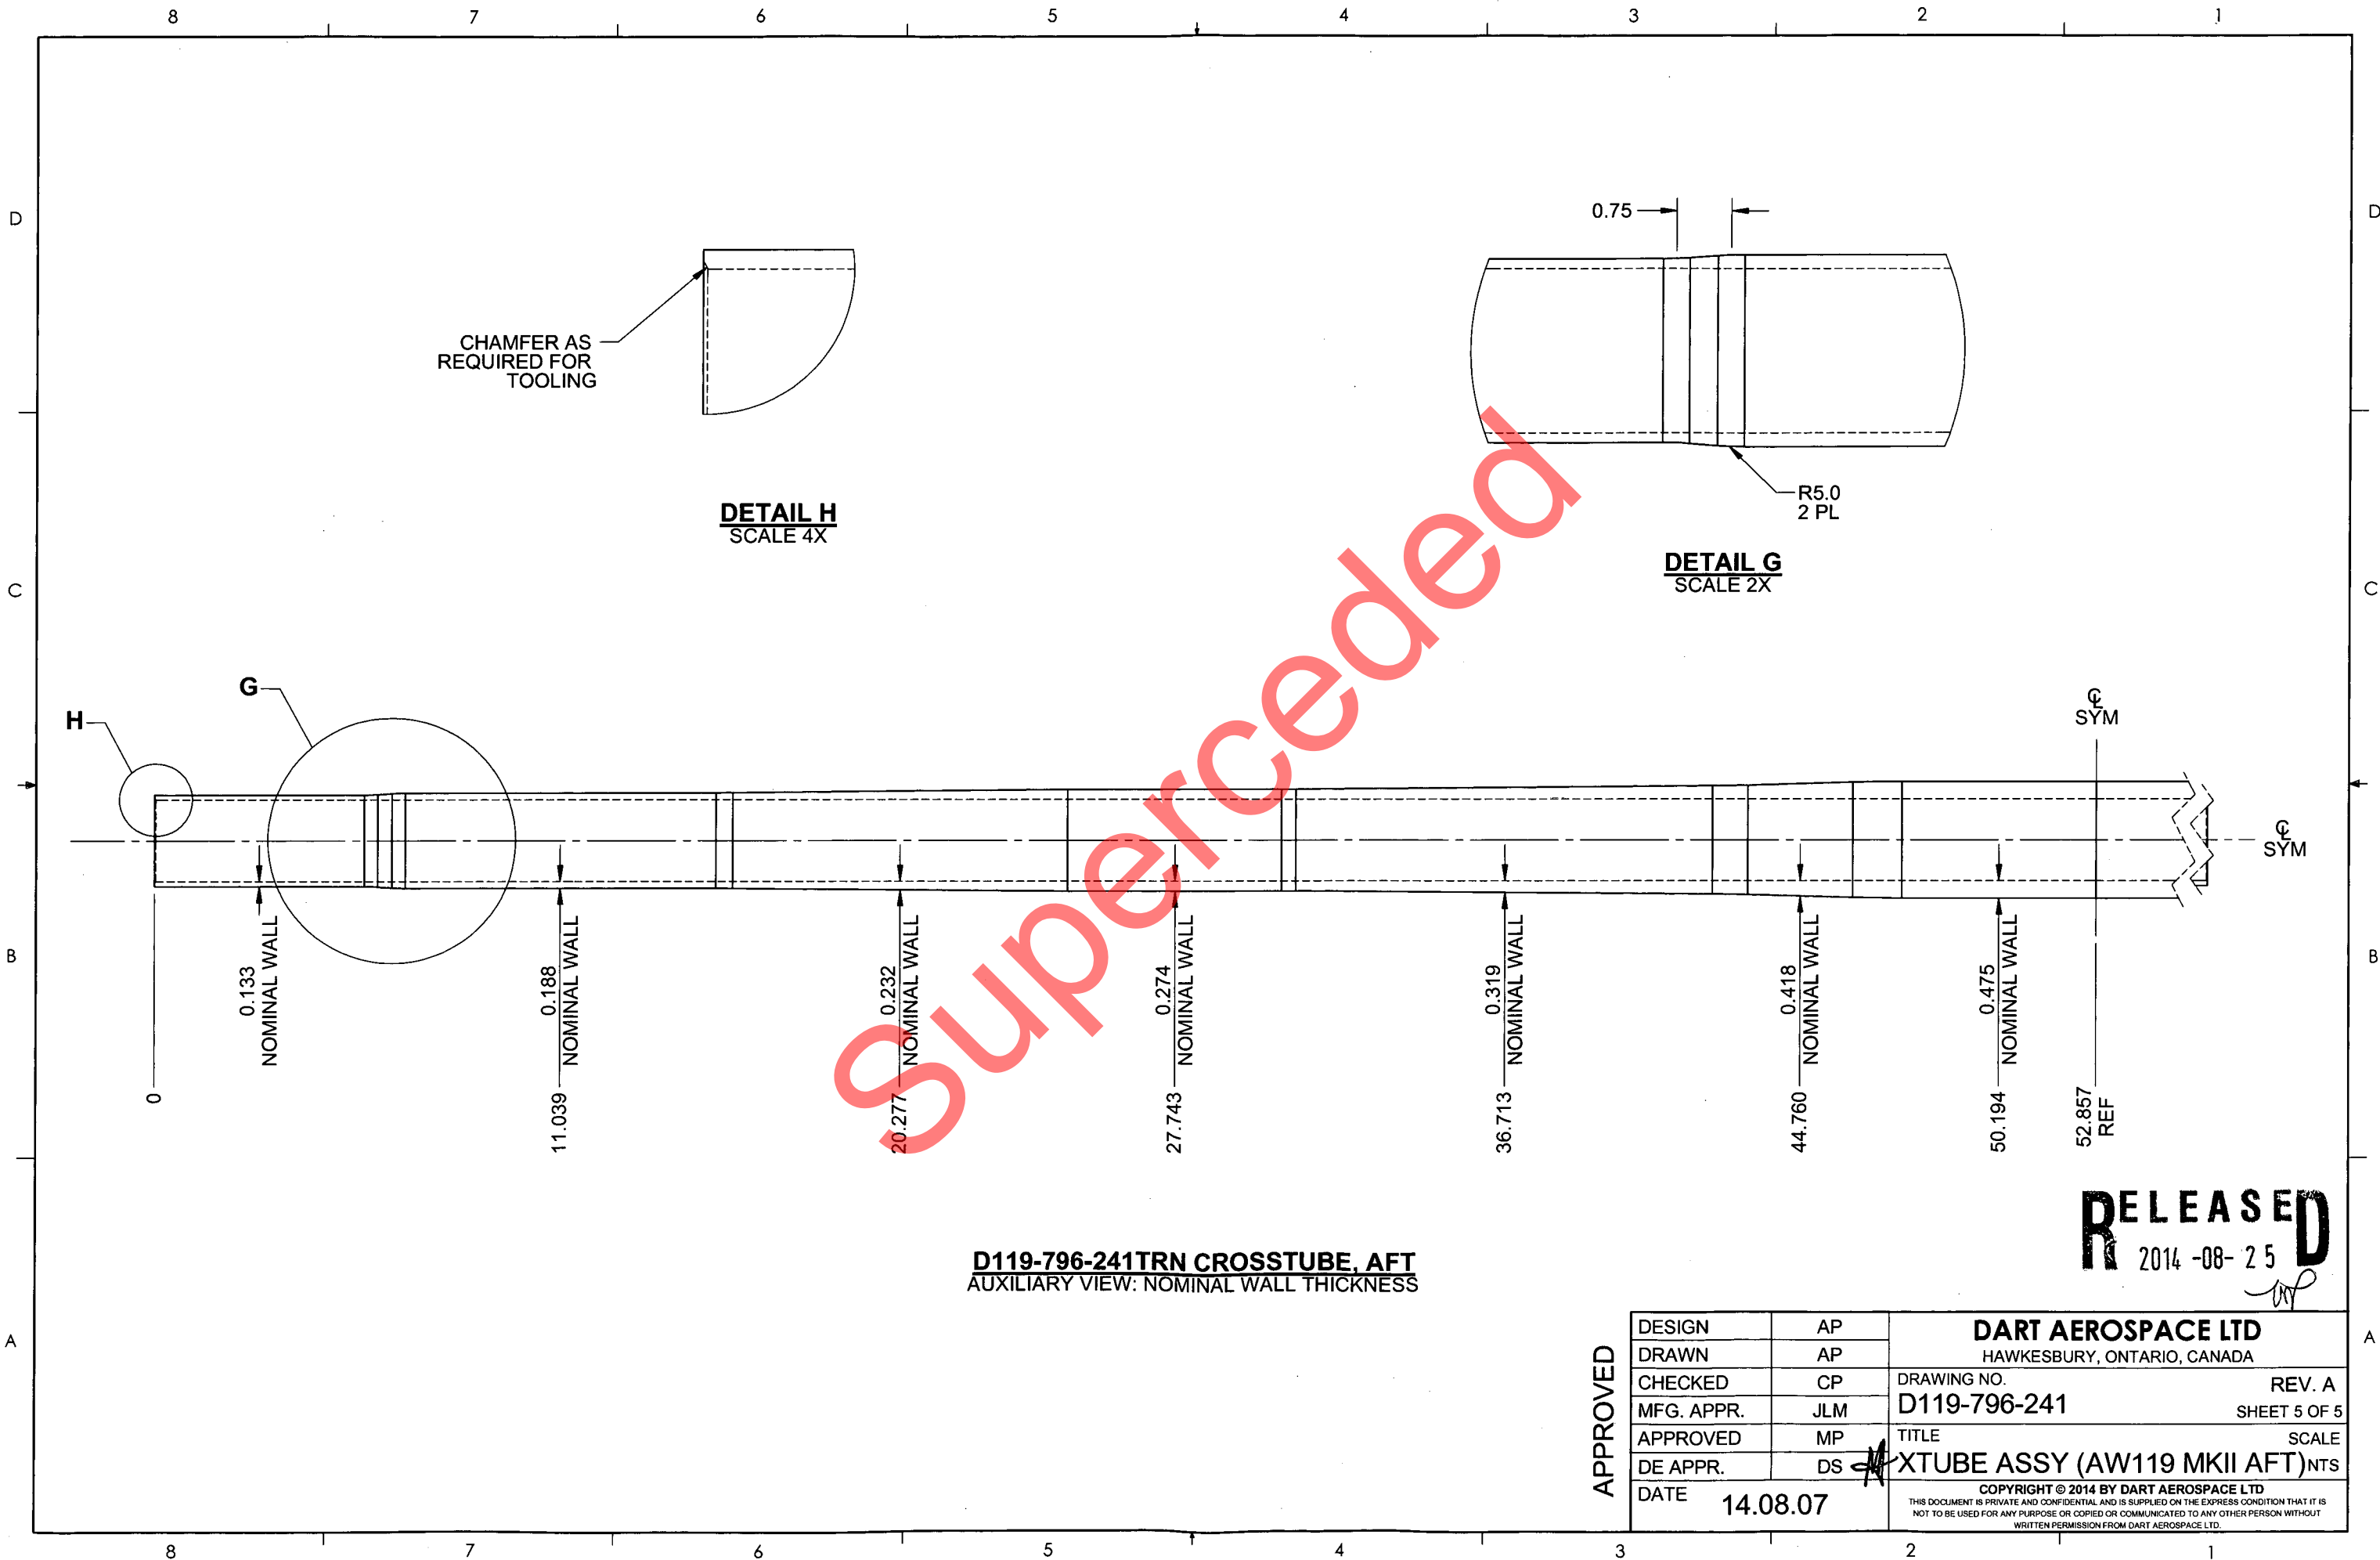 8 7 6 5 4 3 2 1
D
D
0.75
CHAMFER AS
REQUIRED FOR
TOOLING
R5.0
2 PL
DETAIL H
SCALE 4X
DETAIL G
SCALE 2X
C
C
Superceded
G
H
℄
SYM
℄
SYM
B
B
0.133
NOMINAL WALL
0.188
NOMINAL WALL
0.232
NOMINAL WALL
0.274
NOMINAL WALL
0.319
NOMINAL WALL
0.418
NOMINAL WALL
0.475
NOMINAL WALL
0
11.039
20.277
27.743
36.713
44.760
50.194
52.857
REF
RELEASED
2014-08-25
D119-796-241TRN CROSSTUBE, AFT
AUXILIARY VIEW: NOMINAL WALL THICKNESS
A
A
APPROVED
DESIGN AP
DRAWN AP
CHECKED CP
MFG. APPR. JLM
APPROVED MP
DE APPR. DS
DATE 14.08.07
DART AEROSPACE LTD
HAWKESBURY, ONTARIO, CANADA
DRAWING NO. REV. A
D119-796-241 SHEET 5 OF 5
TITLE SCALE
XTUBE ASSY (AW119 MKII AFT) NTS
COPYRIGHT © 2014 BY DART AEROSPACE LTD
THIS DOCUMENT IS PRIVATE AND CONFIDENTIAL AND IS SUPPLIED ON THE EXPRESS CONDITION THAT IT IS
NOT TO BE USED FOR ANY PURPOSE OR COPIED OR COMMUNICATED TO ANY OTHER PERSON WITHOUT
WRITTEN PERMISSION FROM DART AEROSPACE LTD.
8 7 6 5 4 3 2 1